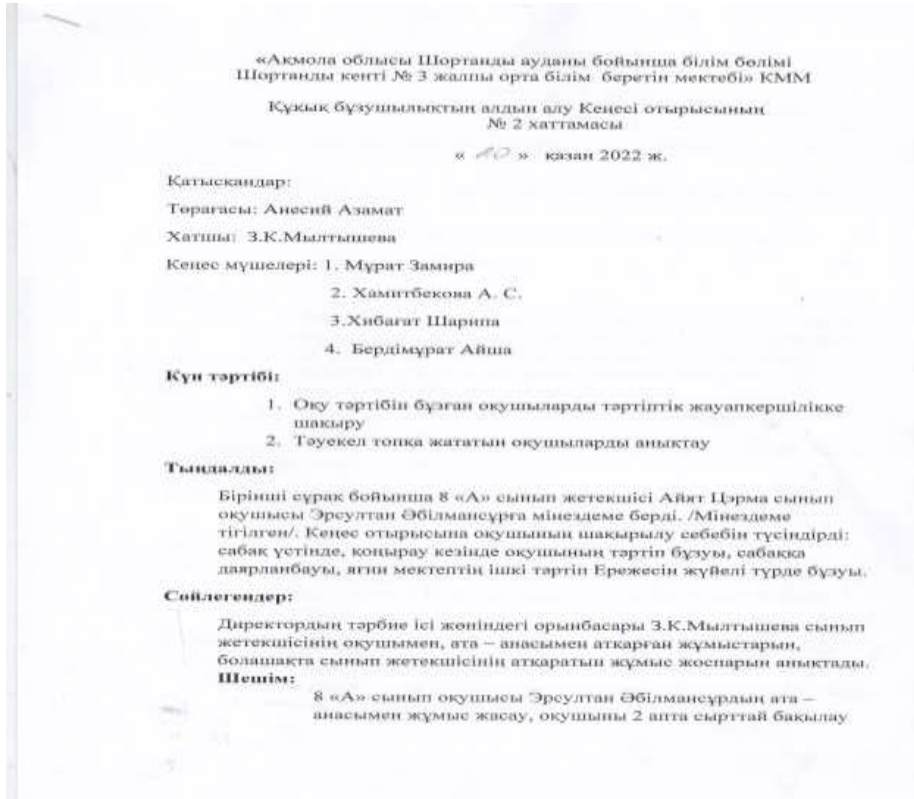 «Ақмола облысы Шортанды ауданы бойынша білім бөлімі
Шортанды кенті № 3 жалпы орта білім беретін мектебі» КММ
Құқық бұзушылықтың алдын алу Кеңесі отырысының
№ 2 хаттамасы
« 10 » қазан 2022 ж.
Қатысқандар:
Төрағасы: Анесий Азамат
Хатшы: З.К.Мылтышева
Кеңес мүшелері: 1. Мұрат Замира
2. Хамитбекова А. С.
3.Хибағат Шарипа
4. Бердімұрат Айша
Күн тәртібі:
1. Оқу тәртібін бұзған оқушыларды тәртіптік жауапкершілікке
шақыру
2. Тәуекел топқа жататын оқушыларды анықтау
Тыңдалды:
Бірінші сұрақ бойынша 8 «А» сынып жетекшісі Айят Цэрма сынып
оқушысы Эрсултан Әбілмансұрға мінездеме берді. /Мінездеме
тігілген/. Кеңес отырысына оқушының шақырылу себебін түсіндірді:
сабақ үстінде, қоңырау кезінде оқушының тәртіп бұзуы, сабаққа
даярланбауы, яғни мектептің ішкі тәртіп Ережесін жүйелі түрде бұзуы.
Сөйлегендер:
Директордың тәрбие ісі жөніндегі орынбасары З.К.Мылтышева сынып
жетекшісінің оқушымен, ата – анасымен атқарған жұмыстарын,
болашақта сынып жетекшісінің атқаратын жұмыс жоспарын анықтады.
Шешім:
8 «А» сынып оқушысы Эрсултан Әбілмансұрдың ата –
анасымен жұмыс жасау, оқушыны 2 апта сырттай бақылау